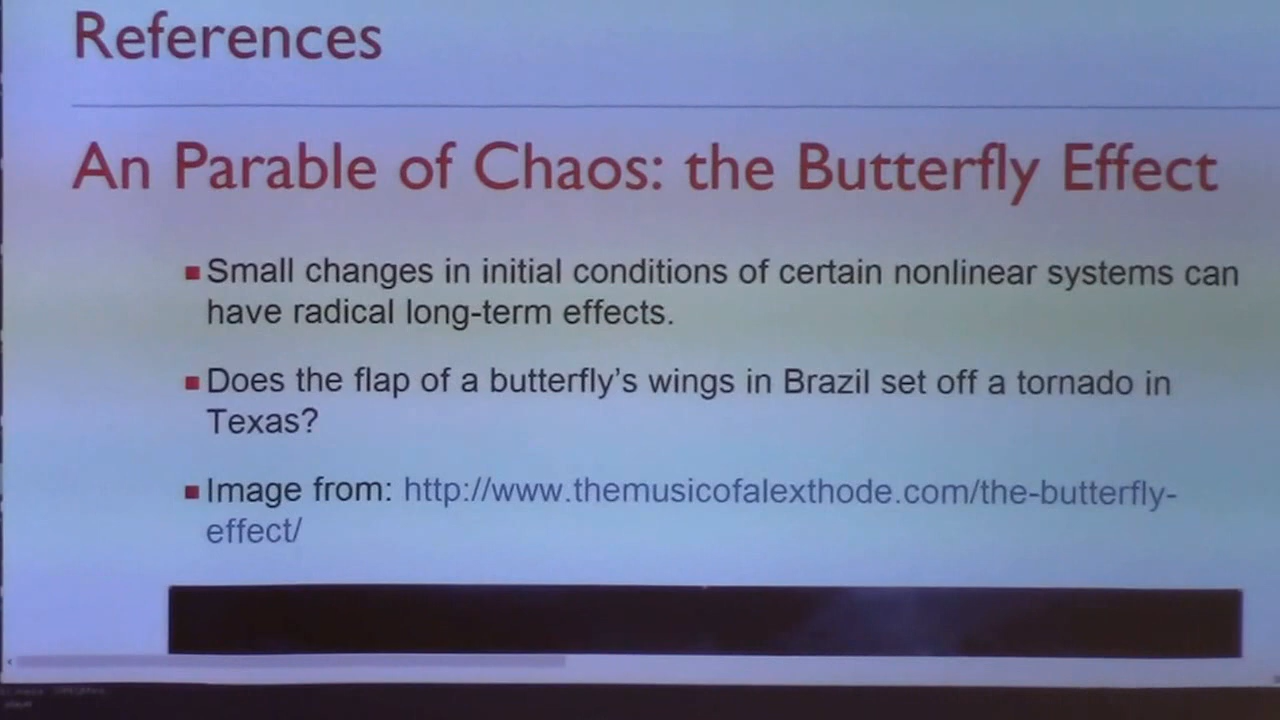 References
An Parable of Chaos: the Butterfly Effect
▪Small changes in initial conditions of certain nonlinear systems can
have radical long-term effects.
▪Does the flap of a butterfly’s wings in Brazil set off a tornado in
Texas?
▪Image from: http://www.themusicofalexthode.com/the-butterfly-
effect/